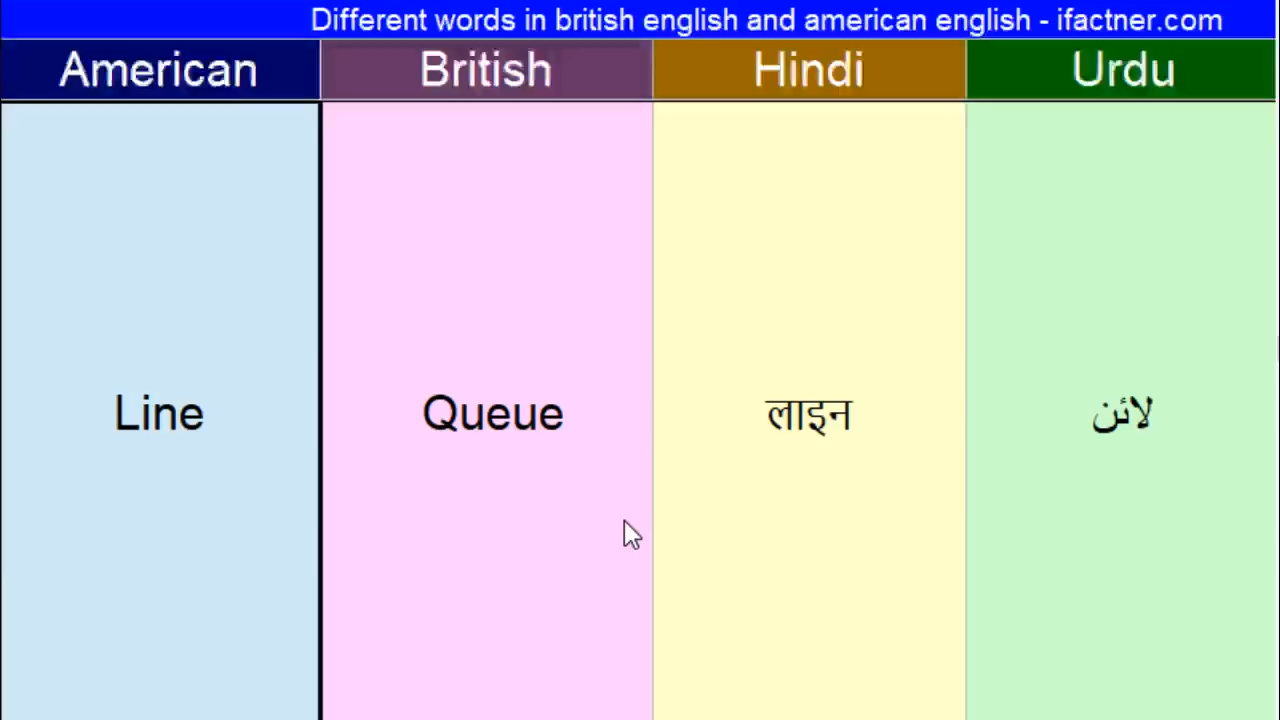 Different words in british english and american english - ifactner.com
American British Hindi Urdu
Line Queue लाइन لائن